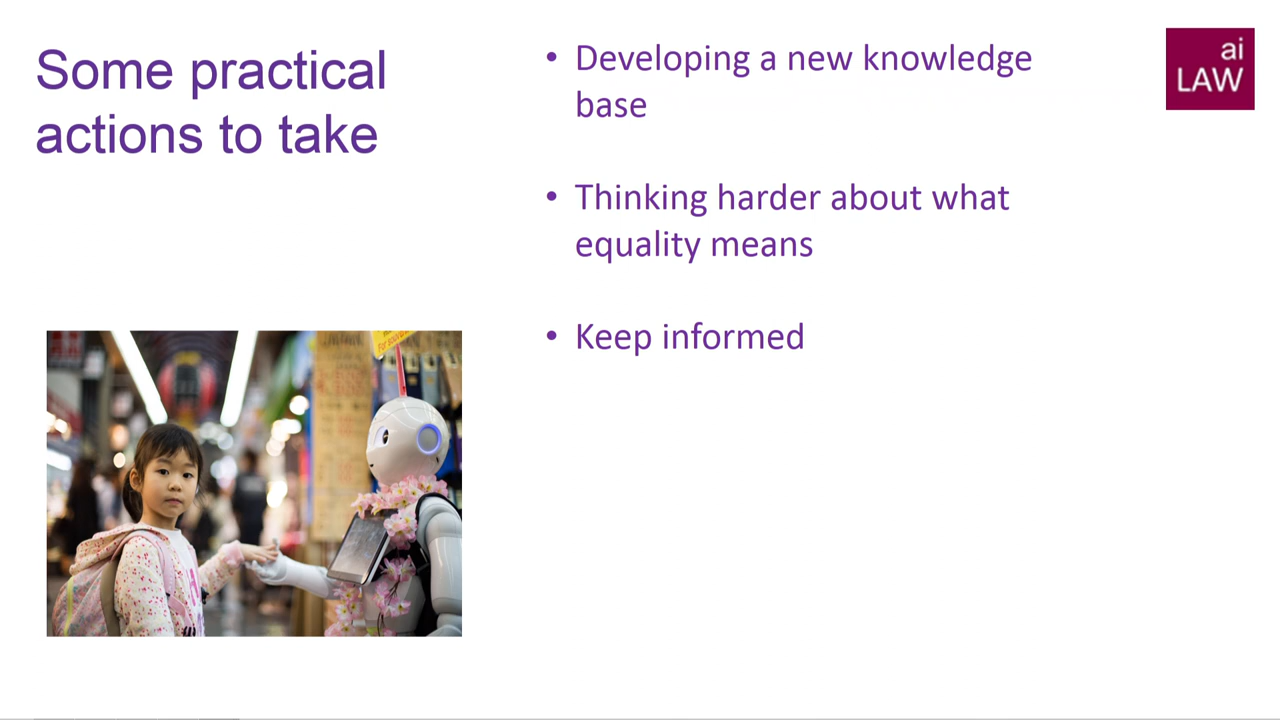 Some practical
actions to take
• Developing a new knowledge
base
• Thinking harder about what
equality means
• Keep informed
ai
LAW